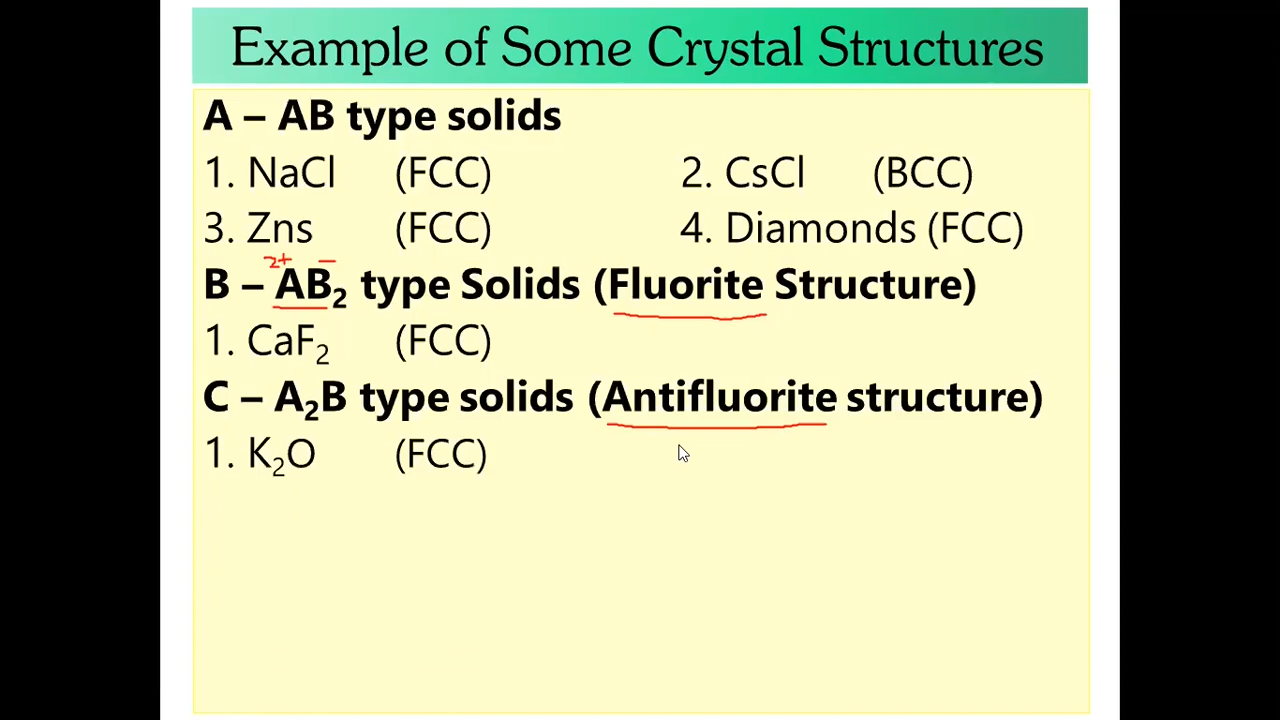 Example of Some Crystal Structures
A – AB type solids
1. NaCl (FCC) 2. CsCl (BCC)
3. Zns (FCC) 4. Diamonds (FCC)
2+ –
B – AB₂ type Solids (Fluorite Structure)
1. CaF₂ (FCC)
C – A₂B type solids (Antifluorite structure)
1. K₂O (FCC)